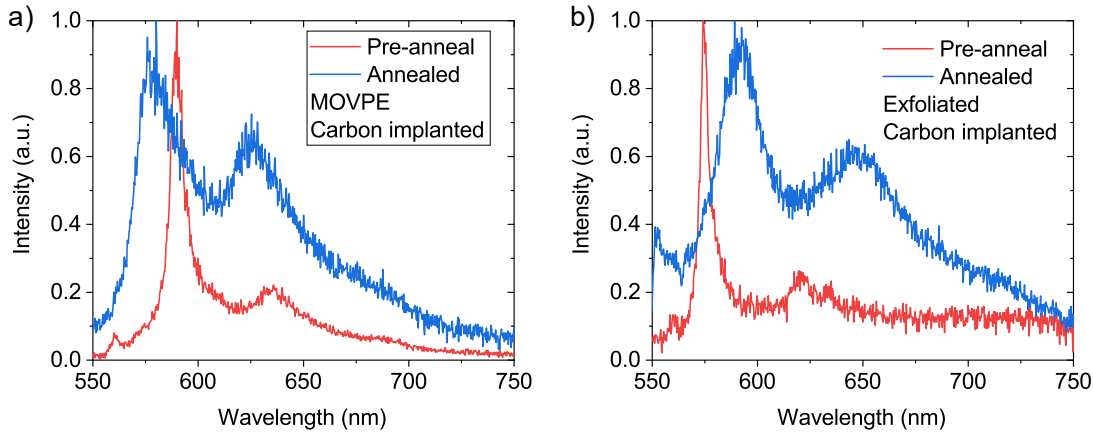 a)
Intensity (a.u.)
1.0
0.8
0.6
0.4
0.2
0.0
Pre-anneal
Annealed
MOVPE
Carbon implanted
550
600
650
700
750
Wavelength (nm)
b)
Intensity (a.u.)
1.0
0.8
0.6
0.4
0.2
0.0
Pre-anneal
Annealed
Exfoliated
Carbon implanted
550
600
650
700
750
Wavelength (nm)